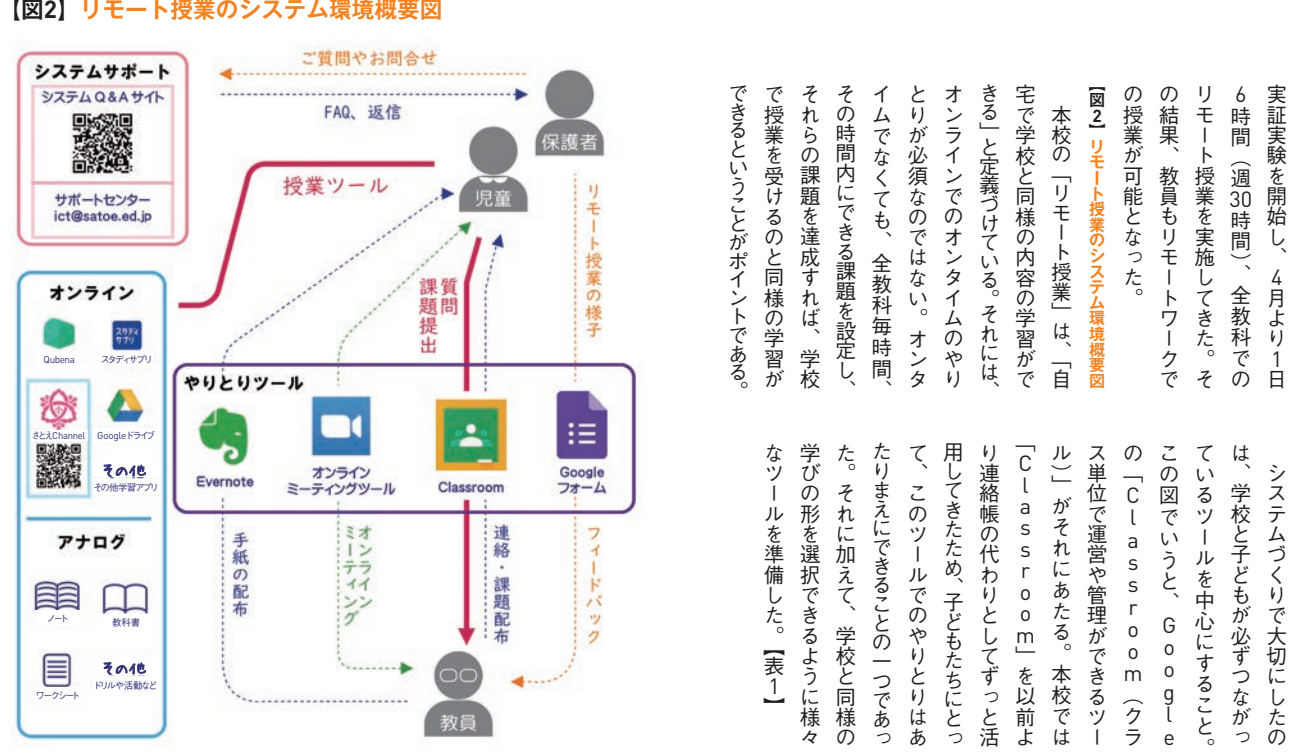 【図2】リモート授業のシステム環境概要図
システムサポート
システムQ&Aサイト
サポートセンター
ict@satoe.ed.jp
ご質問やお問合せ
FAQ、返信
保護者
児童
授業ツール
リモート授業の様子
質問
課題提出
オンライン
Qubena
スタディ
サプリ
スタディサプリ
さとえChannel
Googleドライブ
その他
その他学習アプリ
アナログ
ノート
教科書
ワークシート
その他
ドリルや活動など
やりとりツール
Evernote
オンライン
ミーティングツール
Classroom
Google
フォーム
手紙の配布
オンライン
ミーティング
連絡・課題配布
フィードバック
教員
実証実験を開始し、4月より1日
6時間（週30時間）、全教科での
リモート授業を実施してきた。そ
の結果、教員もリモートワークで
の授業が可能となった。
【図2】リモート授業のシステム環境概要図
本校の「リモート授業」は、「自
宅で学校と同様の内容の学習がで
きる」と定義づけている。それには、
オンラインでのオンタイムのやり
とりが必須なのではない。オンタ
イムでなくても、全教科毎時間、
その時間内にできる課題を設定し、
それらの課題を達成すれば、学校
で授業を受けるのと同様の学習が
できるということがポイントである。
システムづくりで大切にしたの
は、学校と子どもが必ずつながっ
ているツールを中心にすること。
この図でいうと、Google
の「Classroom（クラ
ス単位で運営や管理ができるツー
ル）」がそれにあたる。本校では
「Classroom」を以前よ
り連絡帳の代わりとしてずっと活
用してきたため、子どもたちにとっ
て、このツールでのやりとりはあ
たりまえにできることの一つであっ
た。それに加えて、学校と同様の
学びの形を選択できるように様々
なツールを準備した。【表1】